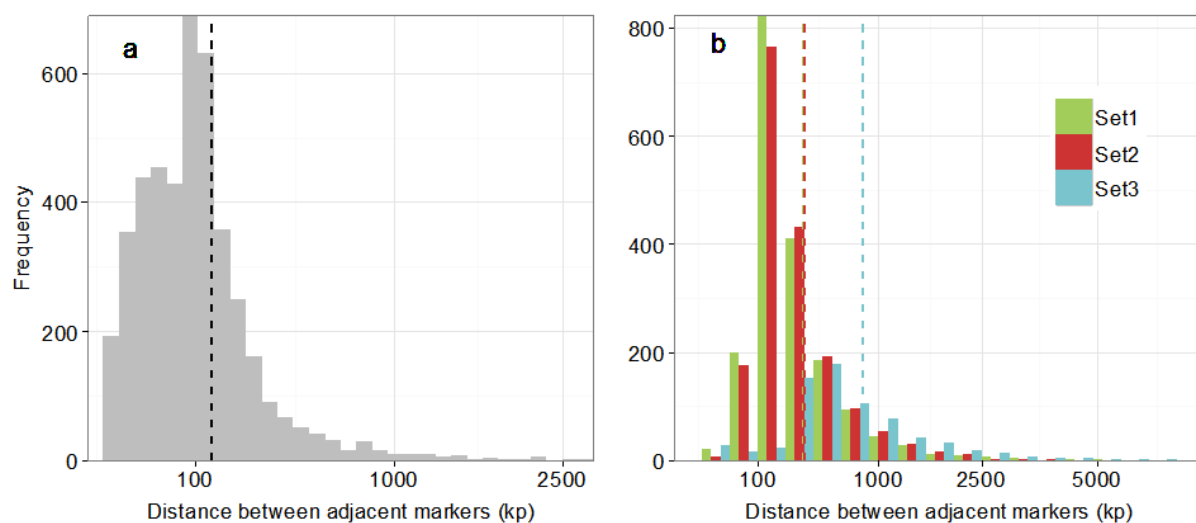 a
Frequency
600
400
200
0
100
1000
2500
Distance between adjacent markers (kp)
b
800
600
400
200
0
Set1
Set2
Set3
100
1000
2500
5000
Distance between adjacent markers (kp)